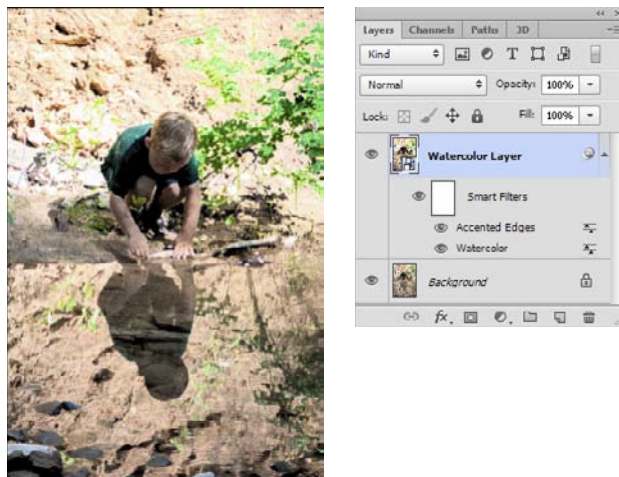 Layers Channels Paths 3D
Kind T
Normal Opacity: 100%
Lock: Fill: 100%
Watercolor Layer
Smart Filters
Accented Edges
Watercolor
Background
fx